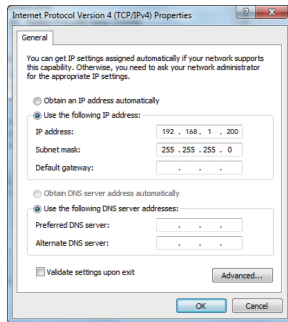 Internet Protocol Version 4 (TCP/IPv4) Properties
General
You can get IP settings assigned automatically if your network supports
this capability. Otherwise, you need to ask your network administrator
for the appropriate IP settings.
Obtain an IP address automatically
Use the following IP address:
IP address: 192 . 168 . 1 . 200
Subnet mask: 255 . 255 . 255 . 0
Default gateway: . . .
Obtain DNS server address automatically
Use the following DNS server addresses:
Preferred DNS server: . . .
Alternate DNS server: . . .
Validate settings upon exit
Advanced...
OK Cancel